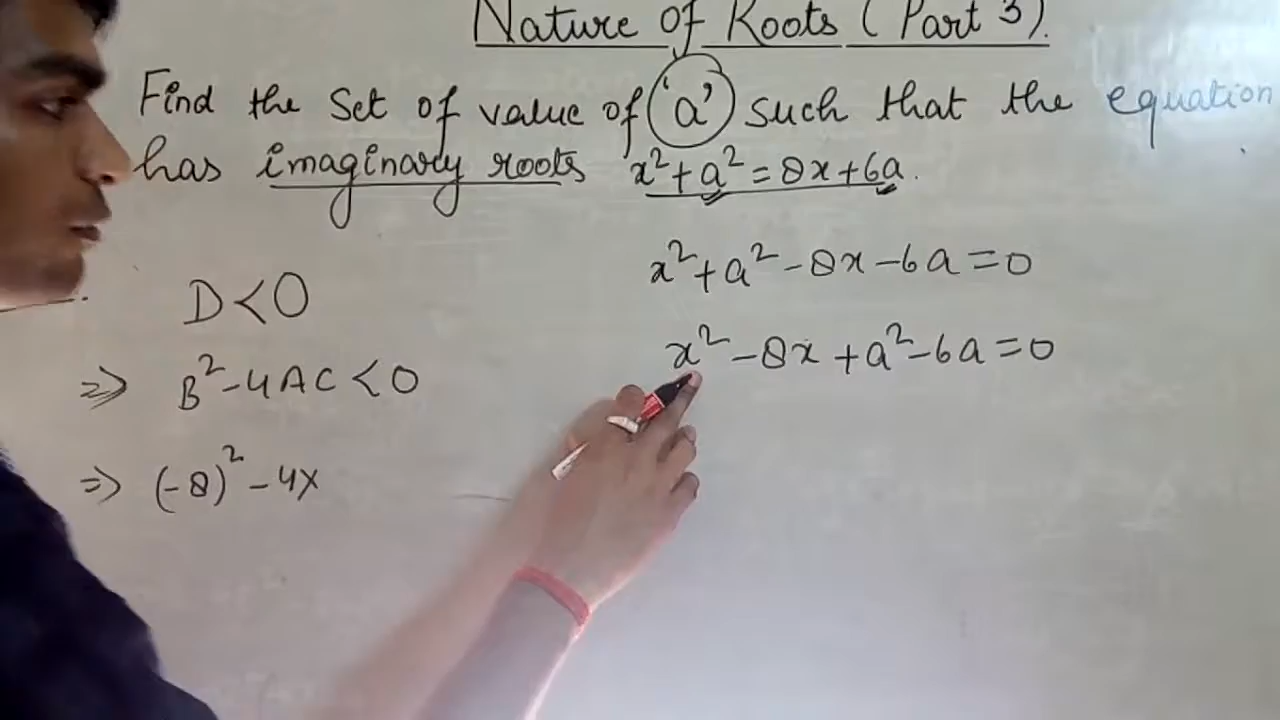 Nature of Roots (Part 3).
Find the set of value of 'a' such that the equation
has imaginary roots x²+a²=8x+6a.
x²+a²-8x-6a=0
D<0
x²-8x+a²-6a=0
⇒ B²-4AC<0
⇒ (-8)²-4×